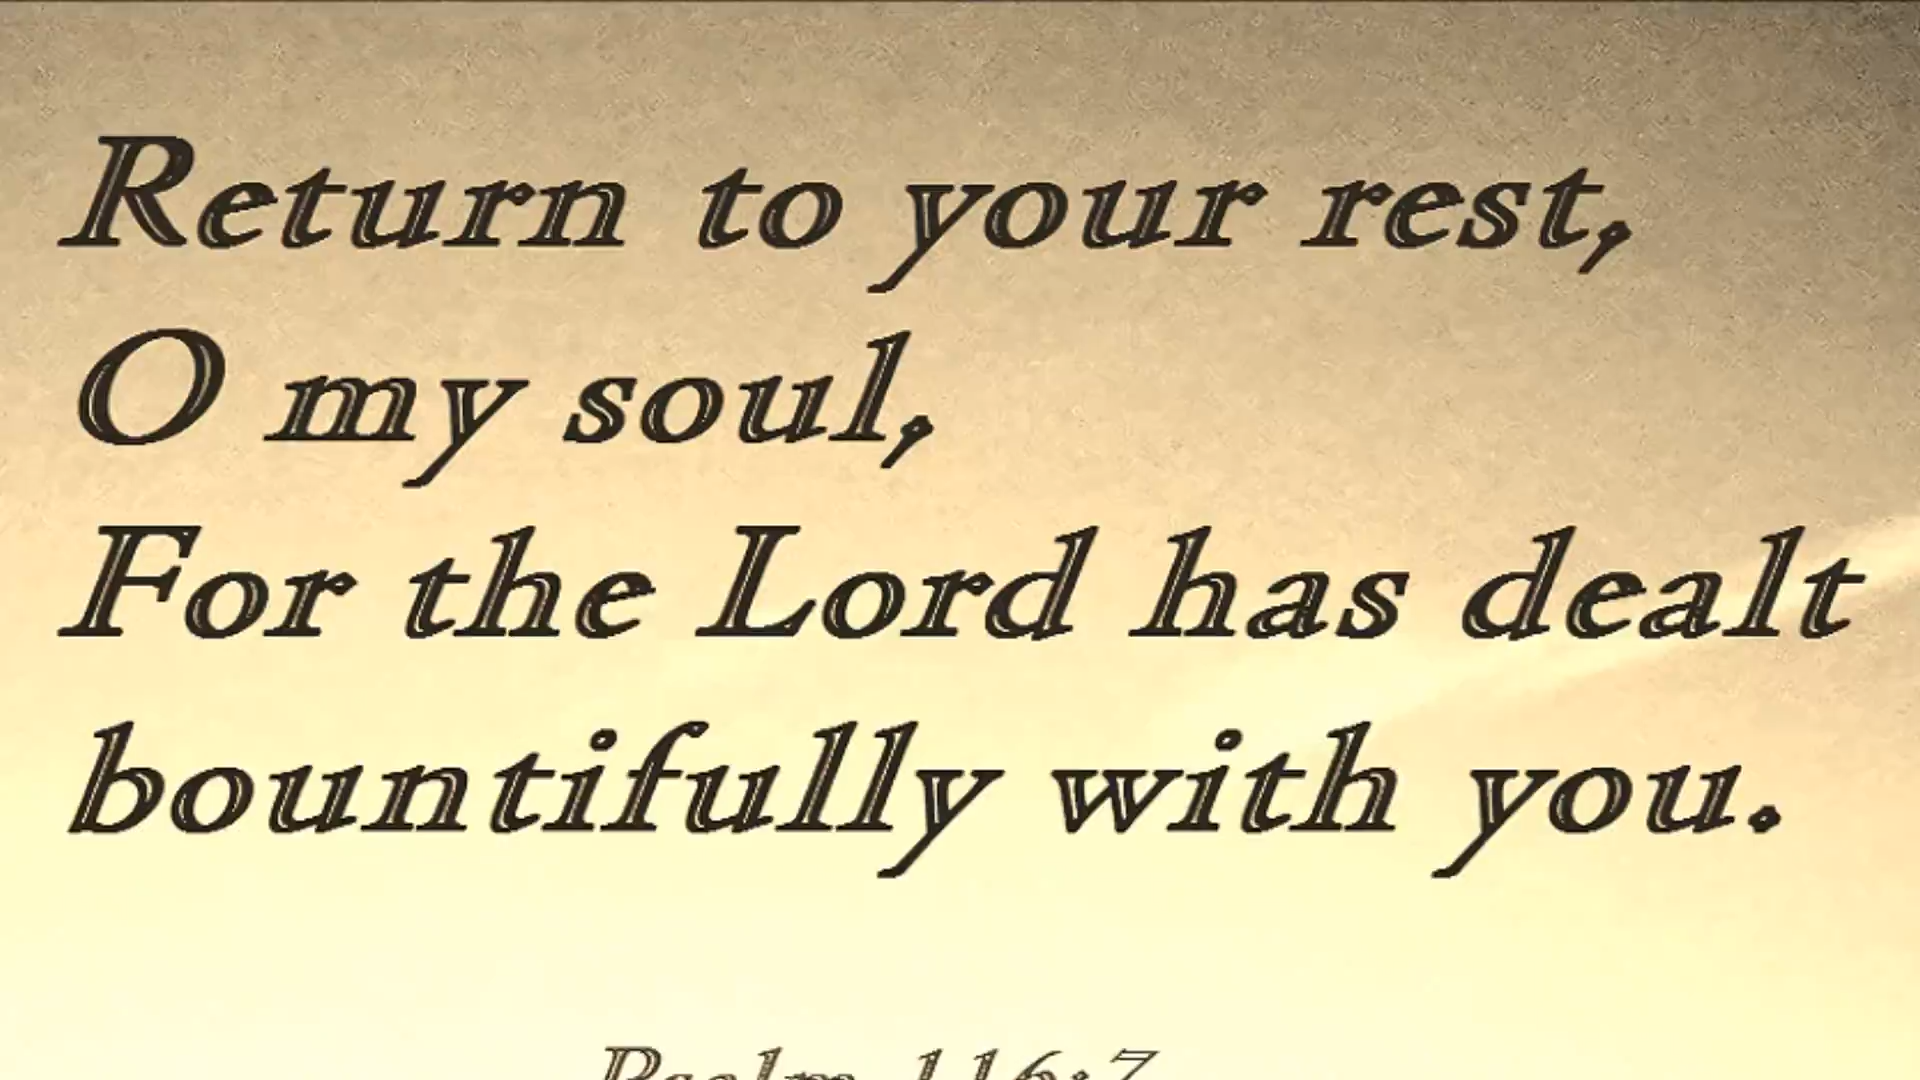 Return to your rest,
O my soul,
For the Lord has dealt
bountifully with you.
Psalm 116:7